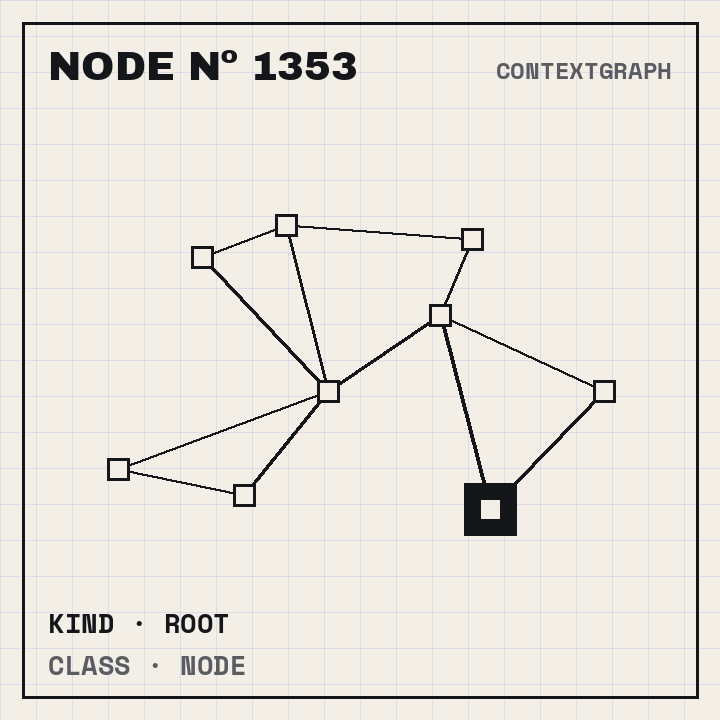 NODE Nº 1353
CONTEXTGRAPH
KIND · ROOT
CLASS · NODE